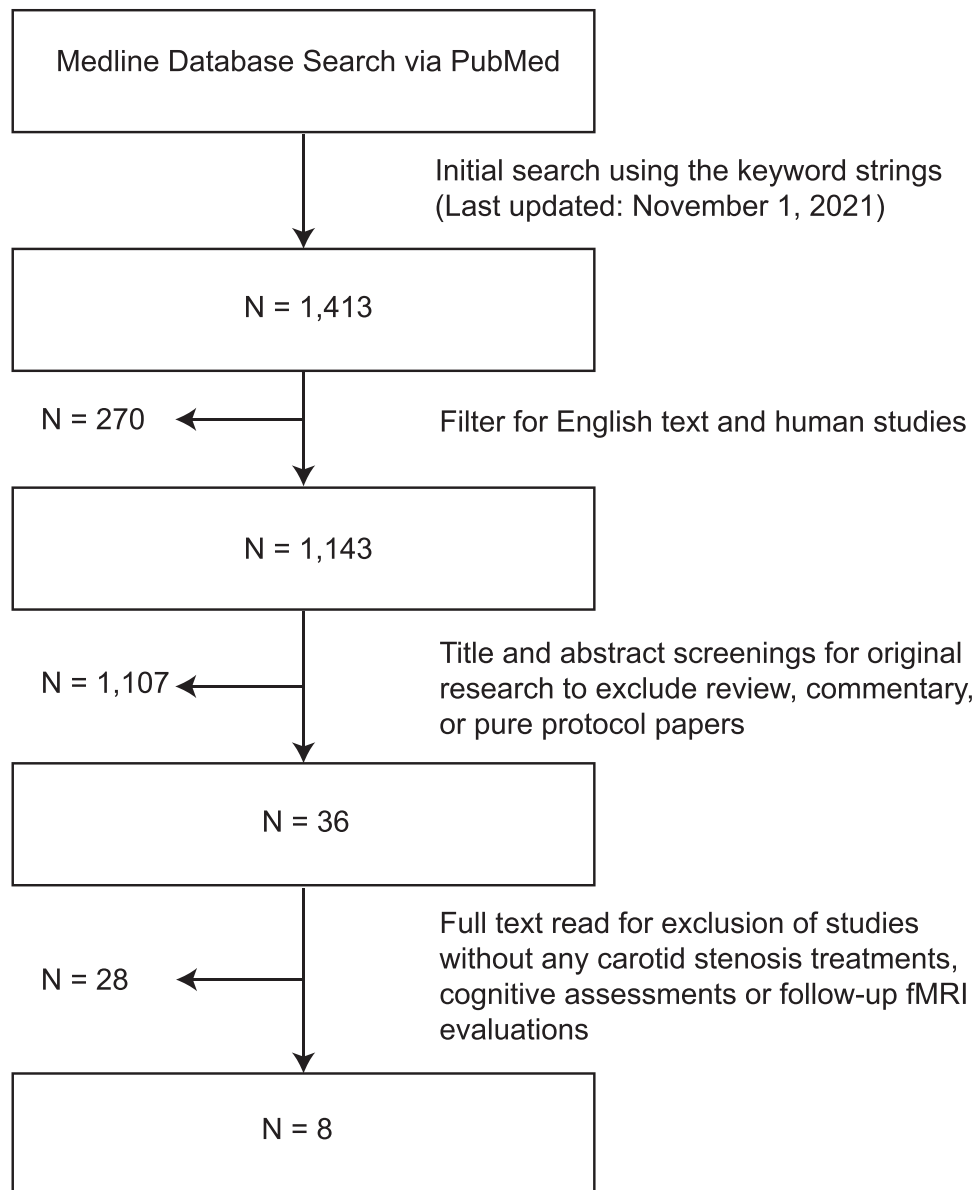 Medline Database Search via PubMed
Initial search using the keyword strings
(Last updated: November 1, 2021)
N = 1,413
N = 270
Filter for English text and human studies
N = 1,143
Title and abstract screenings for original
research to exclude review, commentary,
or pure protocol papers
N = 1,107
N = 36
Full text read for exclusion of studies
without any carotid stenosis treatments,
cognitive assessments or follow-up fMRI
evaluations
N = 28
N = 8